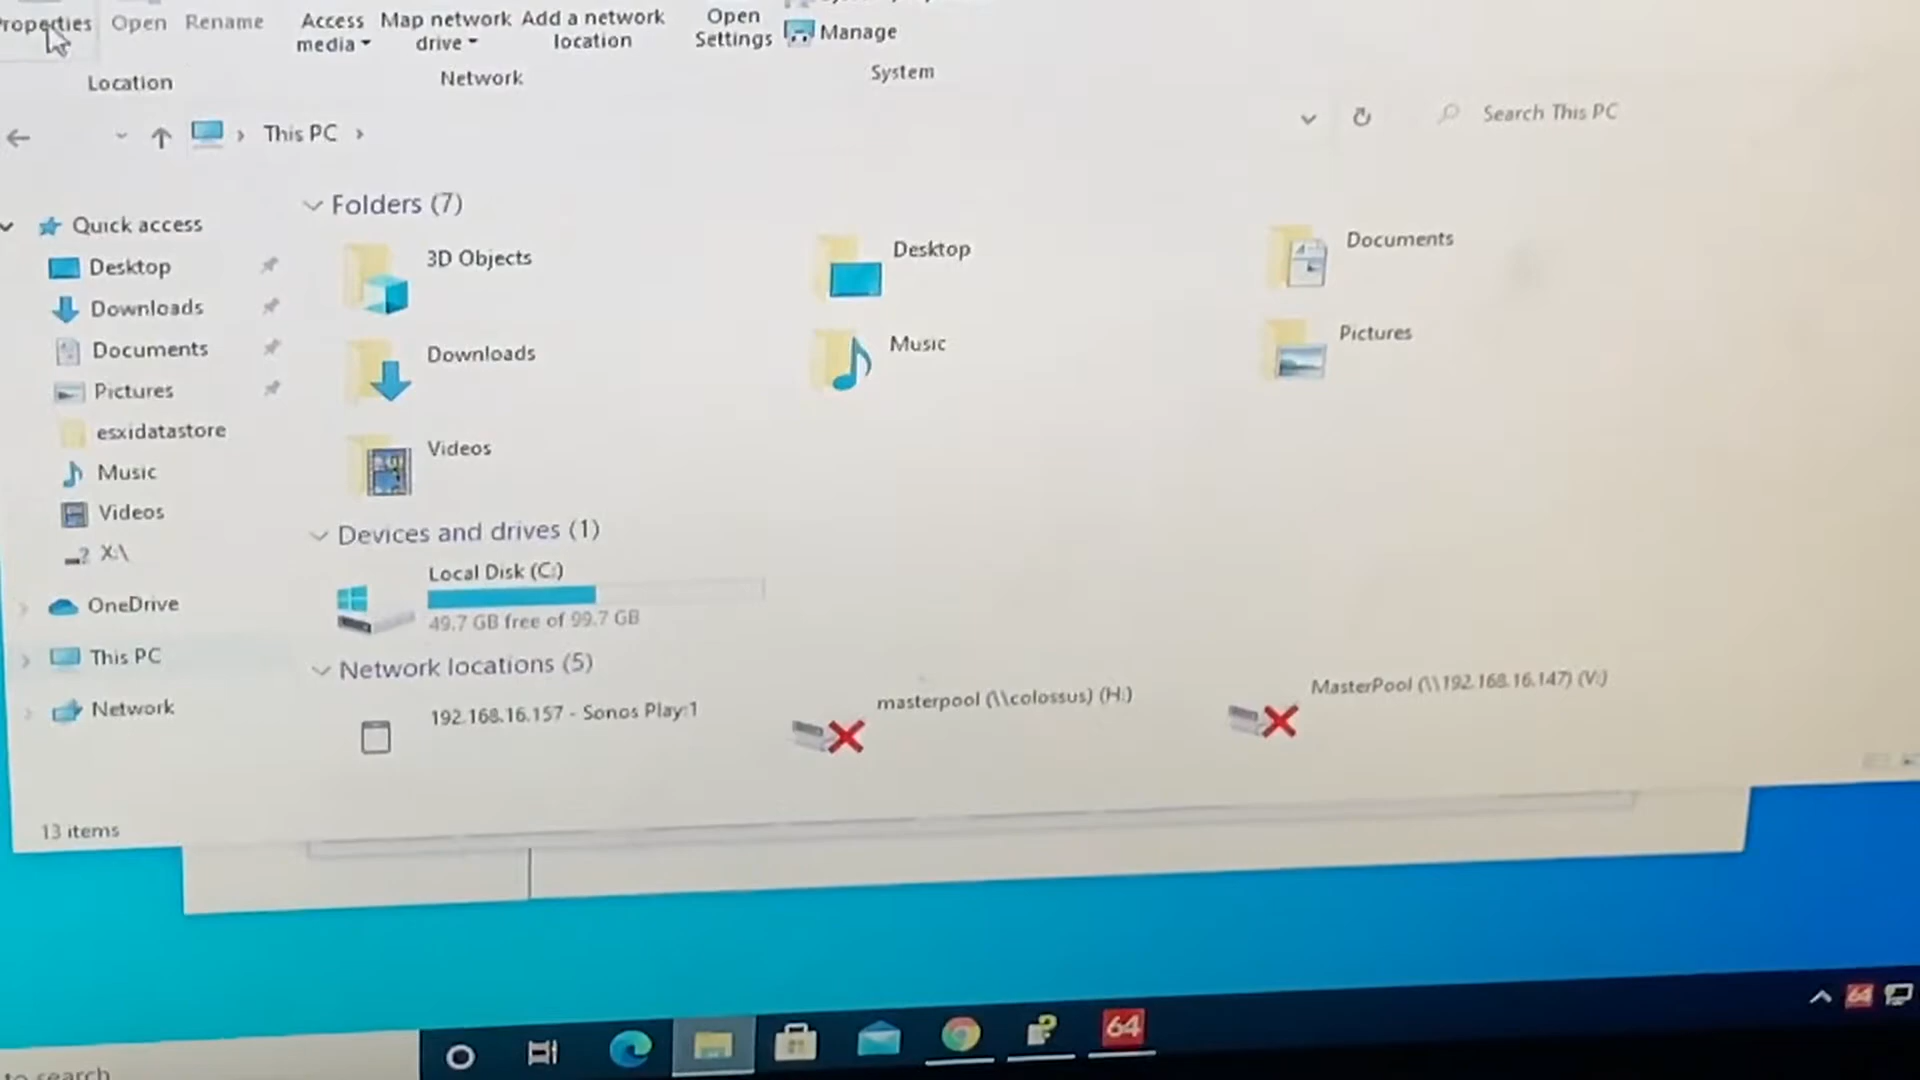 Properties Open Rename Access media Map network drive Add a network location Open Settings Manage
Location Network System
This PC Search This PC
Quick access
Desktop
Downloads
Documents
Pictures
esxidatastore
Music
Videos
X:\
OneDrive
This PC
Network
Folders (7)
3D Objects
Desktop
Documents
Downloads
Music
Pictures
Videos
Devices and drives (1)
Local Disk (C:)
49.7 GB free of 99.7 GB
Network locations (5)
192.168.16.157 - Sonos Play:1
masterpool (\\colossus) (H:)
MasterPool (\\192.168.16.147) (V:)
13 items
to search
64
64